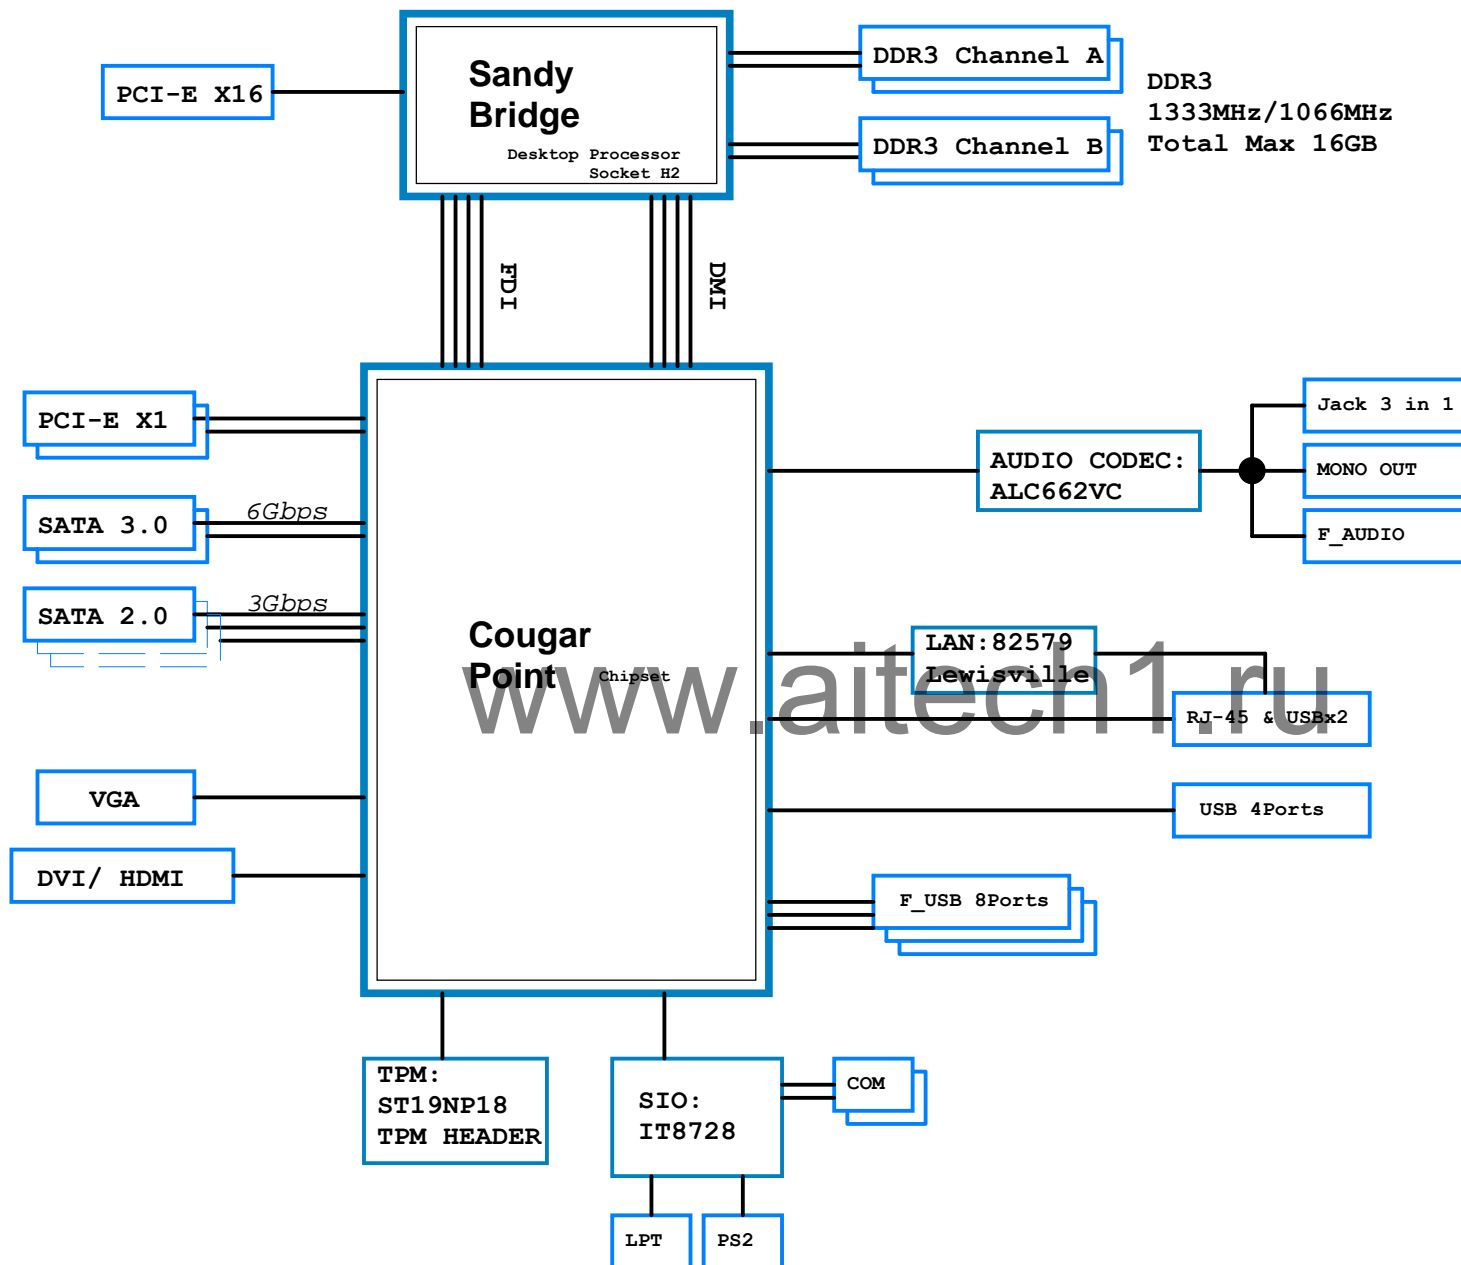 Sandy
Bridge
Desktop Processor
Socket H2
PCI-E X16
DDR3 Channel A
DDR3 Channel B
DDR3
1333MHz/1066MHz
Total Max 16GB
FDI
DMI
PCI-E X1
SATA 3.0
6Gbps
SATA 2.0
3Gbps
VGA
DVI/ HDMI
Cougar
Point
Chipset
AUDIO CODEC:
ALC662VC
Jack 3 in 1
MONO OUT
F_AUDIO
LAN:82579
Lewisville
www.aitech1.ru
RJ-45 & USBx2
USB 4Ports
F_USB 8Ports
TPM:
ST19NP18
TPM HEADER
SIO:
IT8728
COM
LPT
PS2